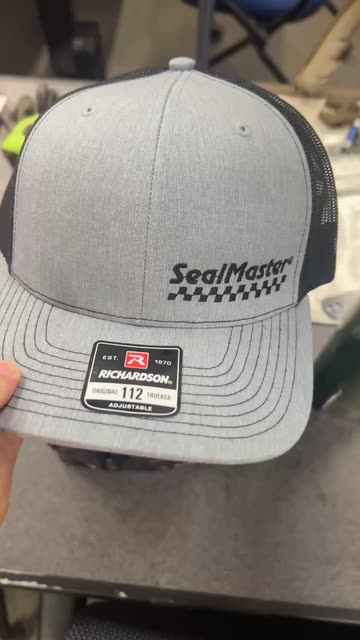 SealMaster®
EST. R 1970
RICHARDSON®
ORIGINAL 112 TRUCKER
ADJUSTABLE